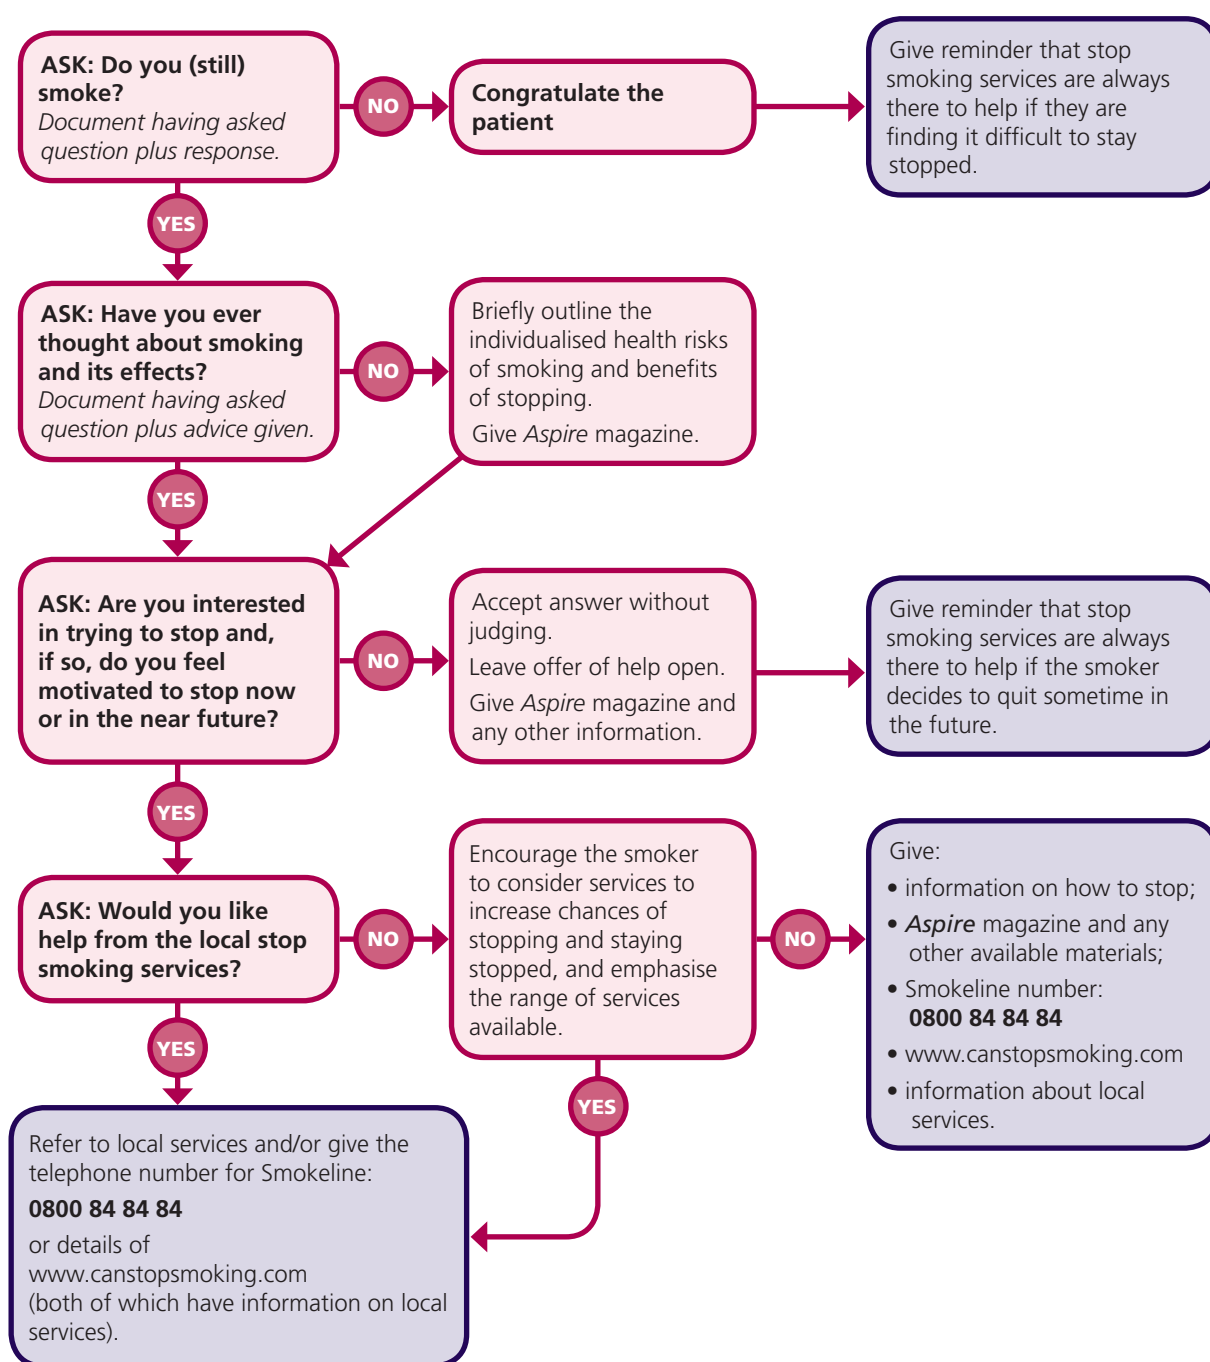 ASK: Do you (still)
smoke?
Document having asked
question plus response.
NO
Congratulate the
patient
Give reminder that stop
smoking services are always
there to help if they are
finding it difficult to stay
stopped.
YES
ASK: Have you ever
thought about smoking
and its effects?
Document having asked
question plus advice given.
NO
Briefly outline the
individualised health risks
of smoking and benefits
of stopping.
Give Aspire magazine.
YES
ASK: Are you interested
in trying to stop and,
if so, do you feel
motivated to stop now
or in the near future?
NO
Accept answer without
judging.
Leave offer of help open.
Give Aspire magazine and
any other information.
Give reminder that stop
smoking services are always
there to help if the smoker
decides to quit sometime in
the future.
YES
ASK: Would you like
help from the local stop
smoking services?
NO
Encourage the smoker
to consider services to
increase chances of
stopping and staying
stopped, and emphasise
the range of services
available.
NO
Give:
• information on how to stop;
• Aspire magazine and any
other available materials;
• Smokeline number:
0800 84 84 84
• www.canstopsmoking.com
• information about local
services.
YES
YES
Refer to local services and/or give the
telephone number for Smokeline:
0800 84 84 84
or details of
www.canstopsmoking.com
(both of which have information on local
services).